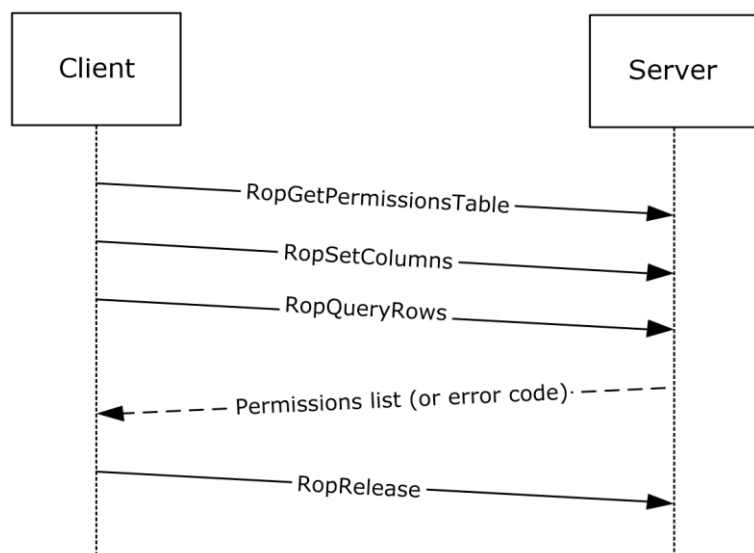 Client
Server
RopGetPermissionsTable
RopSetColumns
RopQueryRows
Permissions list (or error code)
RopRelease